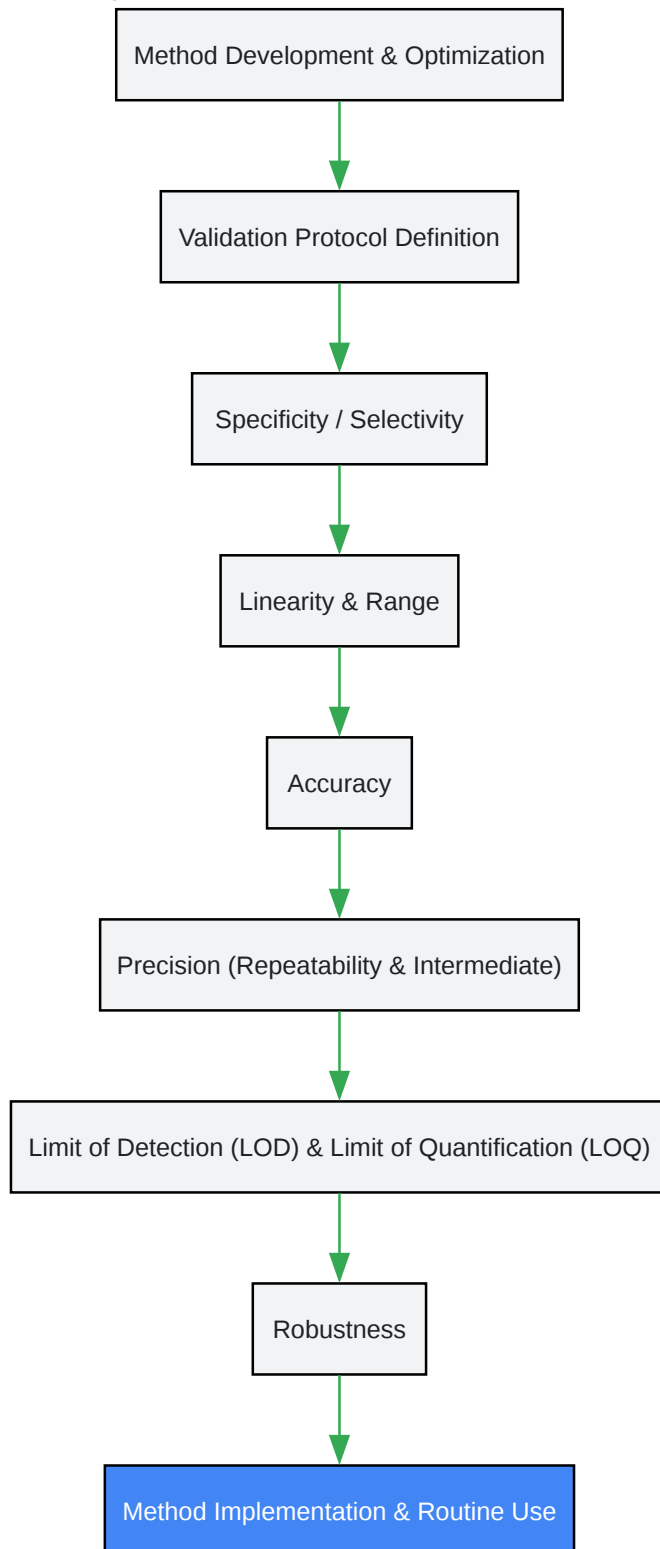 Method Development & Optimization
Validation Protocol Definition
Specificity / Selectivity
Linearity & Range
Accuracy
Precision (Repeatability & Intermediate)
Limit of Detection (LOD) & Limit of Quantification (LOQ)
Robustness
Method Implementation & Routine Use